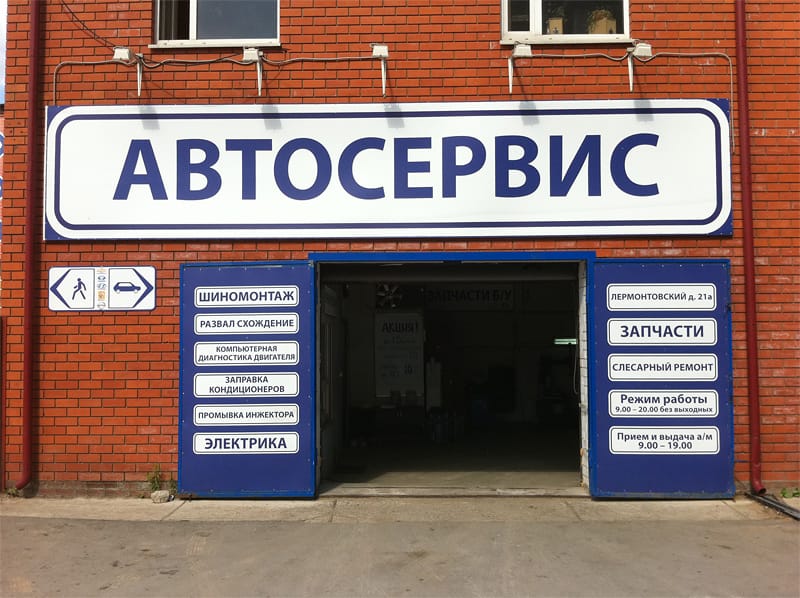 АВТОСЕРВИС
ШИНОМОНТАЖ
РАЗВАЛ СХОЖДЕНИЕ
КОМПЬЮТЕРНАЯ
ДИАГНОСТИКА ДВИГАТЕЛЯ
ЗАПРАВКА
КОНДИЦИОНЕРОВ
ПРОМЫВКА ИНЖЕКТОРА
ЭЛЕКТРИКА
ЗАПЧАСТИ Б/У
АКЦИЯ!
ЛЕРМОНТОВСКИЙ д. 21а
ЗАПЧАСТИ
СЛЕСАРНЫЙ РЕМОНТ
Режим работы
9.00 – 20.00 без выходных
Прием и выдача а/м
9.00 – 19.00